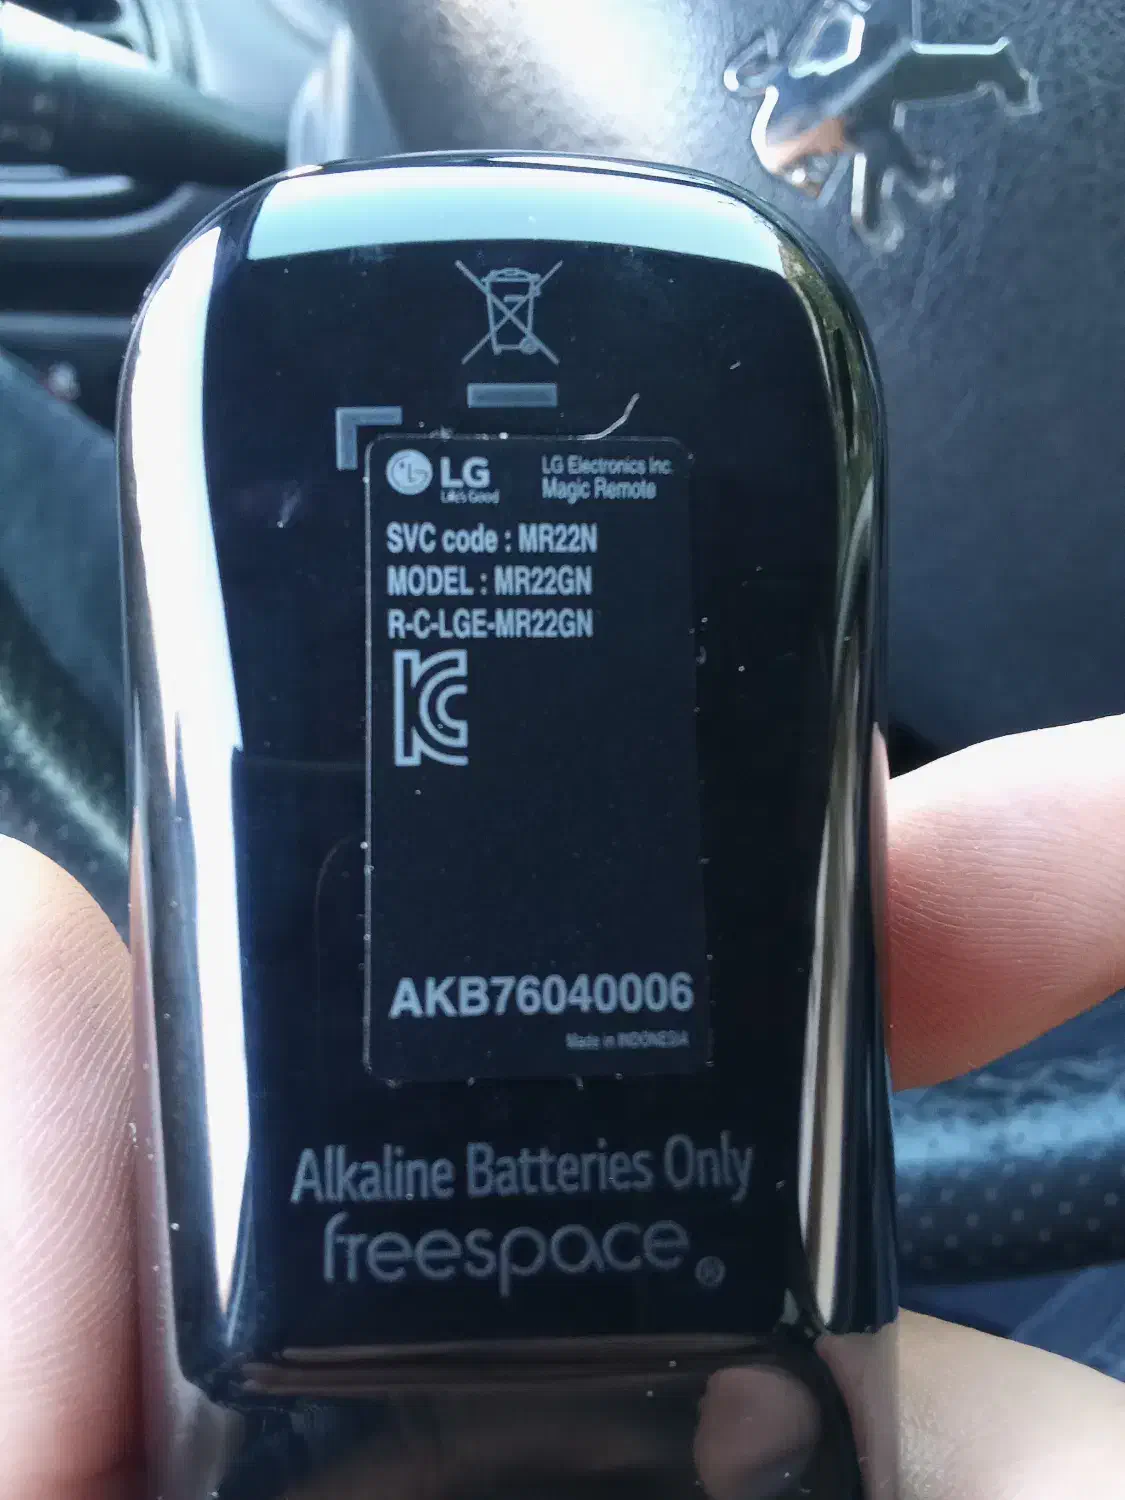 LG
Life's Good
LG Electronics Inc.
Magic Remote
SVC code : MR22N
MODEL : MR22GN
R-C-LGE-MR22GN
KC
AKB76040006
Made in INDONESIA
Alkaline Batteries Only
freespace®